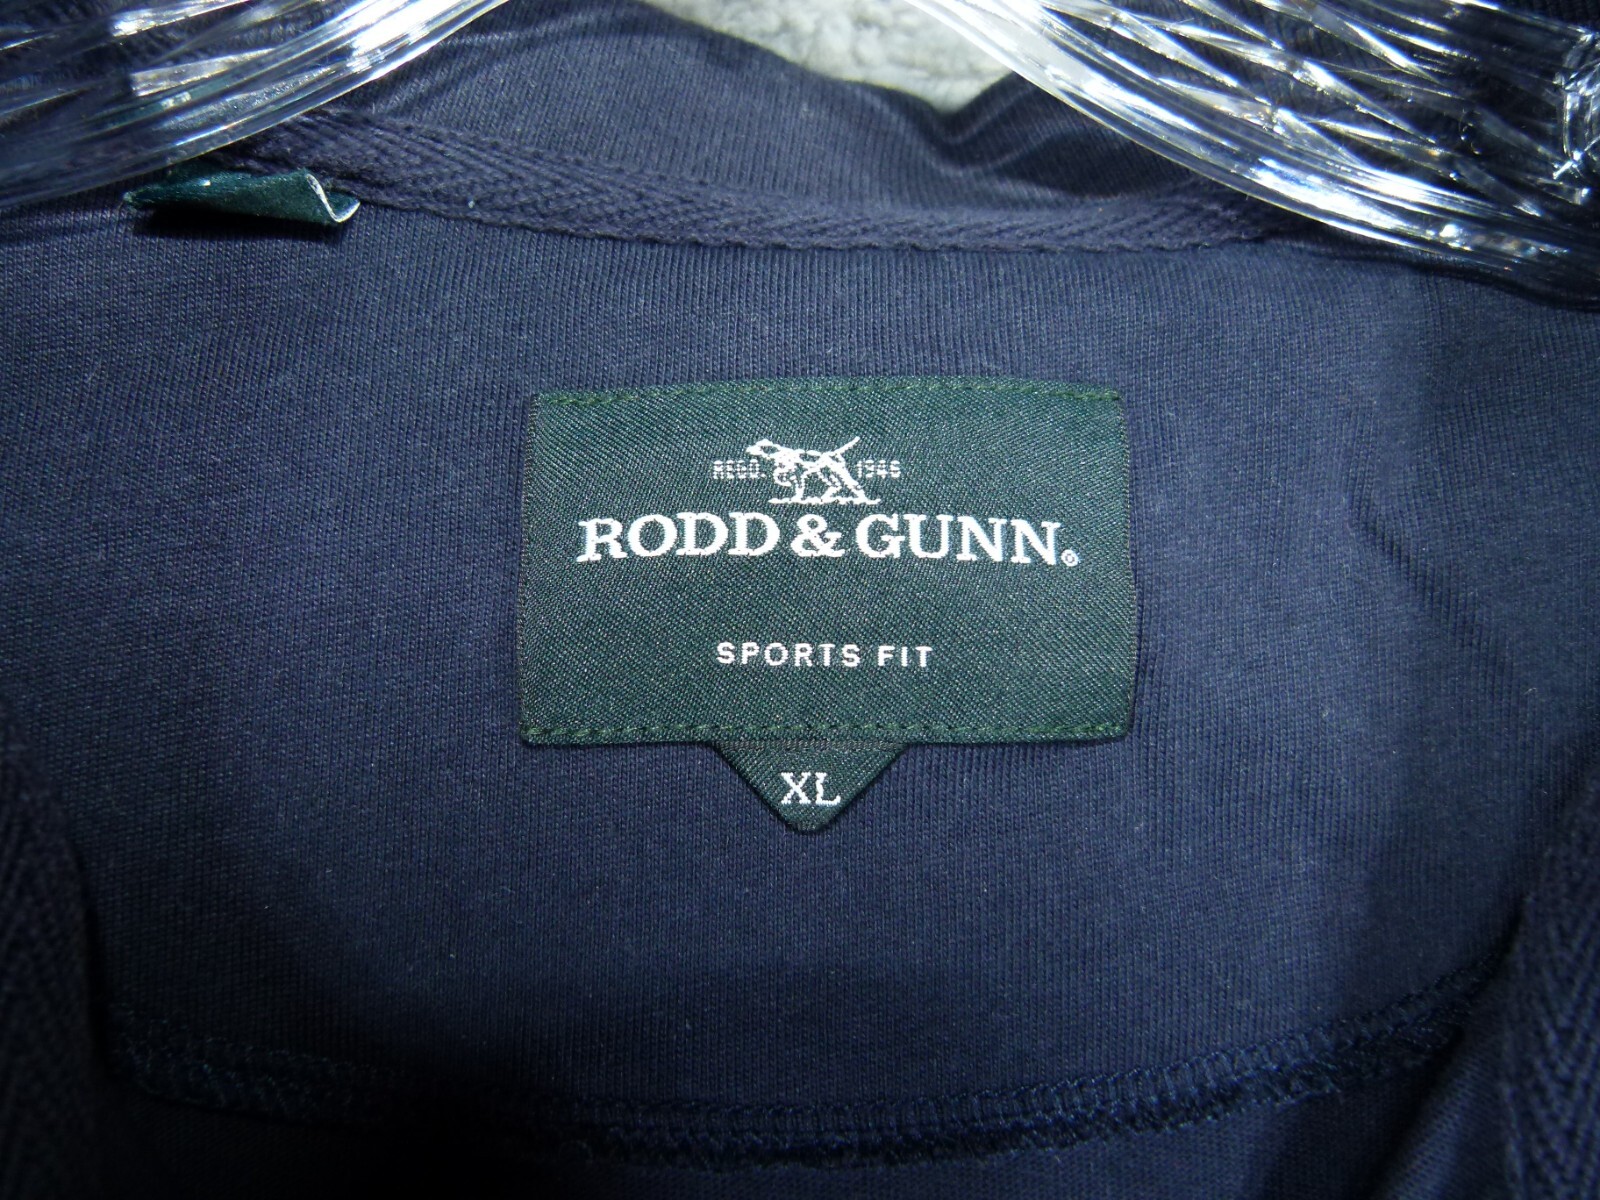 REGD. 1946
RODD & GUNN®
SPORTS FIT
XL